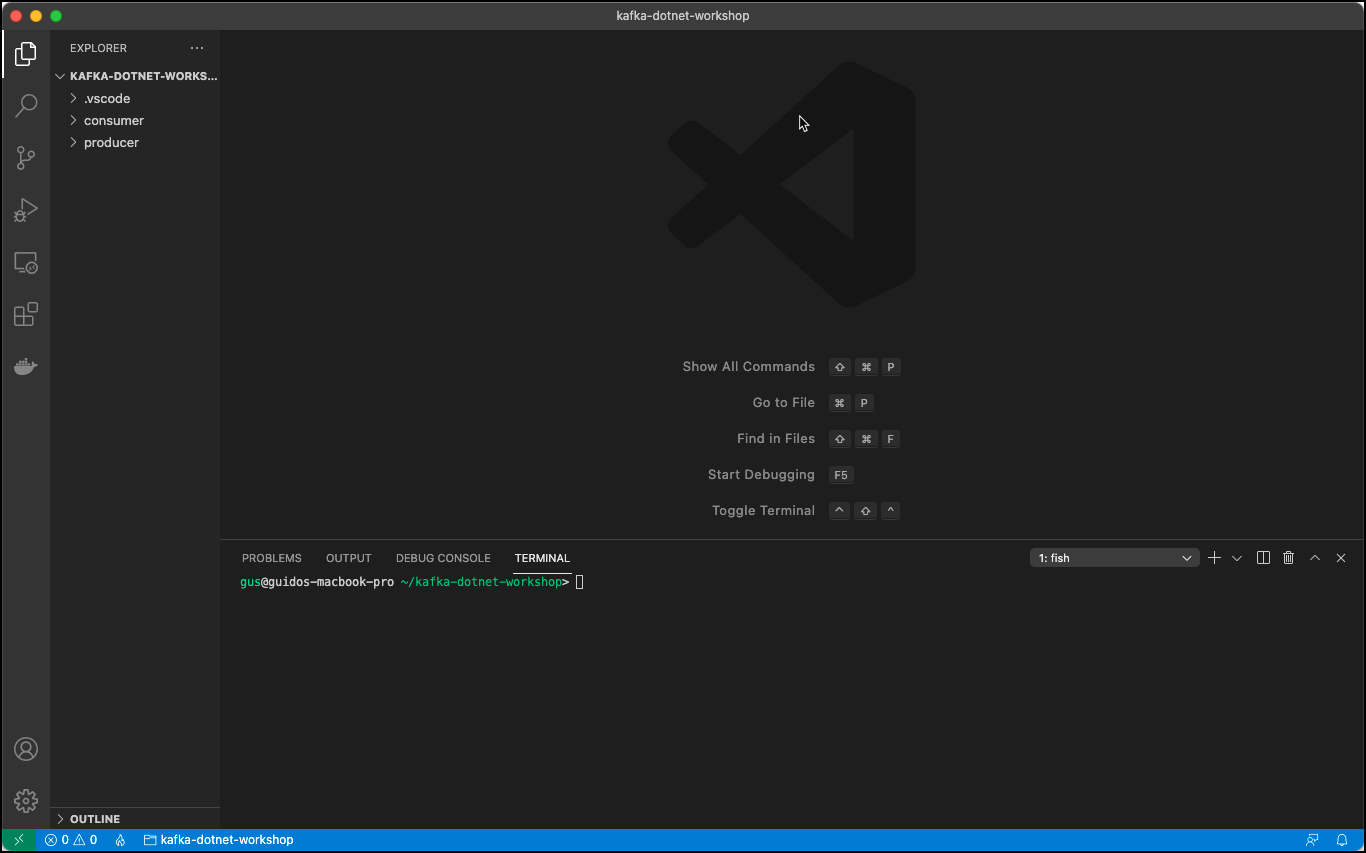 kafka-dotnet-workshop
EXPLORER
KAFKA-DOTNET-WORKS...
.vscode
consumer
producer
Show All Commands ⇧ ⌘ P
Go to File ⌘ P
Find in Files ⇧ ⌘ F
Start Debugging F5
Toggle Terminal ^ ⇧ ^
PROBLEMS OUTPUT DEBUG CONSOLE TERMINAL 1: fish
gus@guidos-macbook-pro ~/kafka-dotnet-workshop>
OUTLINE
0 0 kafka-dotnet-workshop